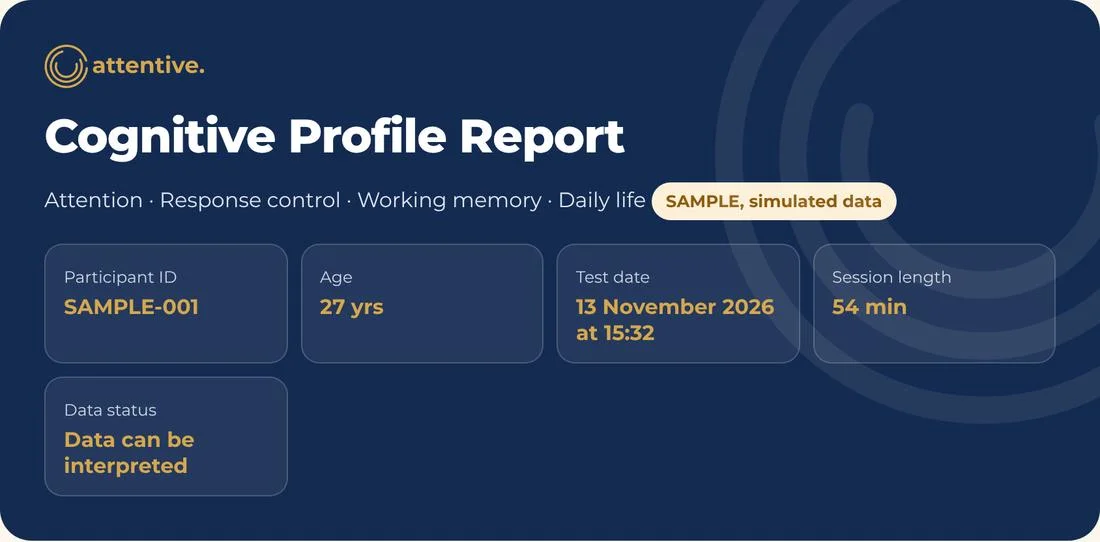 attentive.
Cognitive Profile Report
Attention · Response control · Working memory · Daily life SAMPLE, simulated data
Participant ID
SAMPLE-001
Age
27 yrs
Test date
13 November 2026
at 15:32
Session length
54 min
Data status
Data can be
interpreted